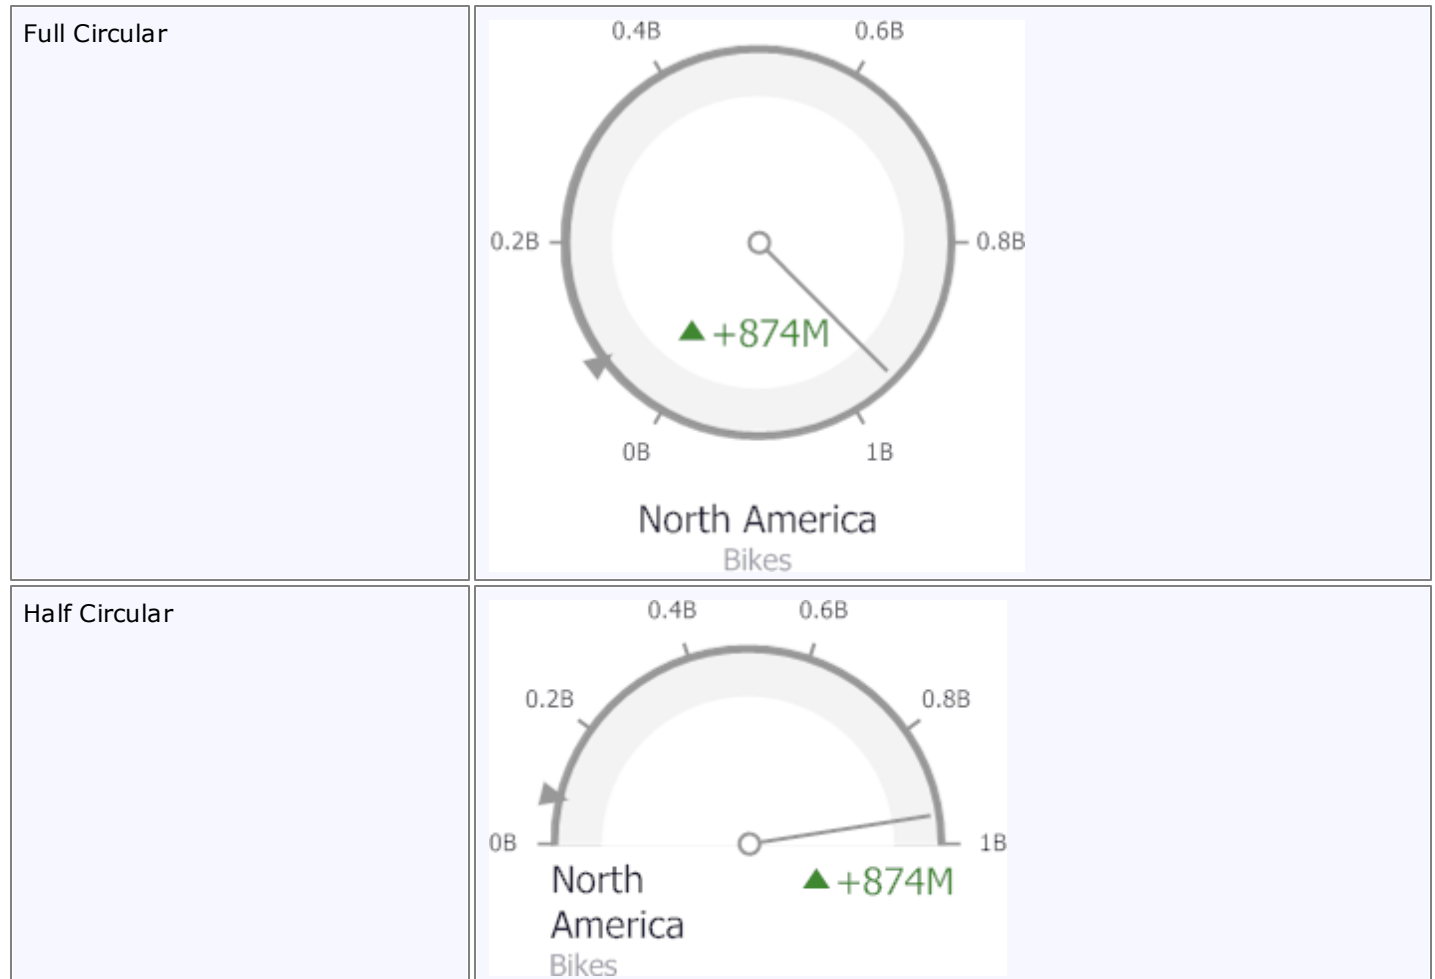 Full Circular
0.4B 0.6B
0.2B 0.8B
▲ +874M
0B 1B
North America
Bikes
Half Circular
0.4B 0.6B
0.2B 0.8B
0B 1B
North
America
▲ +874M
Bikes